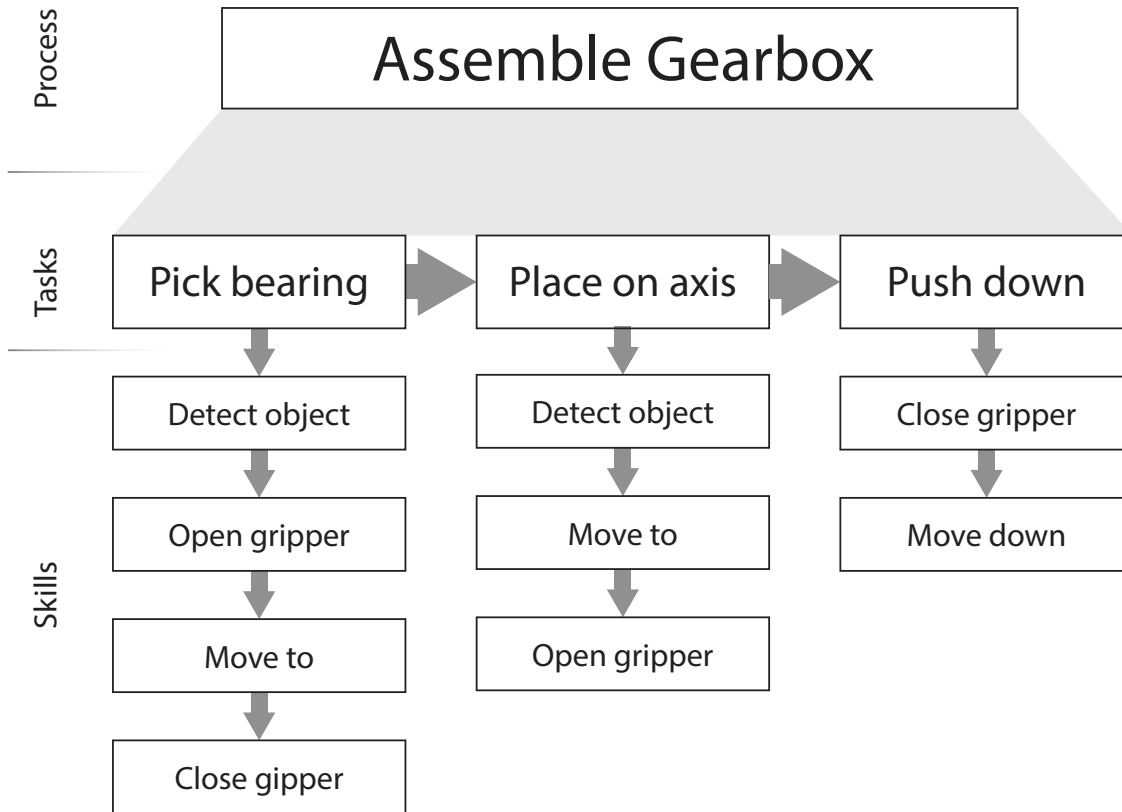 Process
Assemble Gearbox
Tasks
Pick bearing
Place on axis
Push down
Skills
Detect object
Open gripper
Move to
Close gipper
Detect object
Move to
Open gripper
Close gripper
Move down